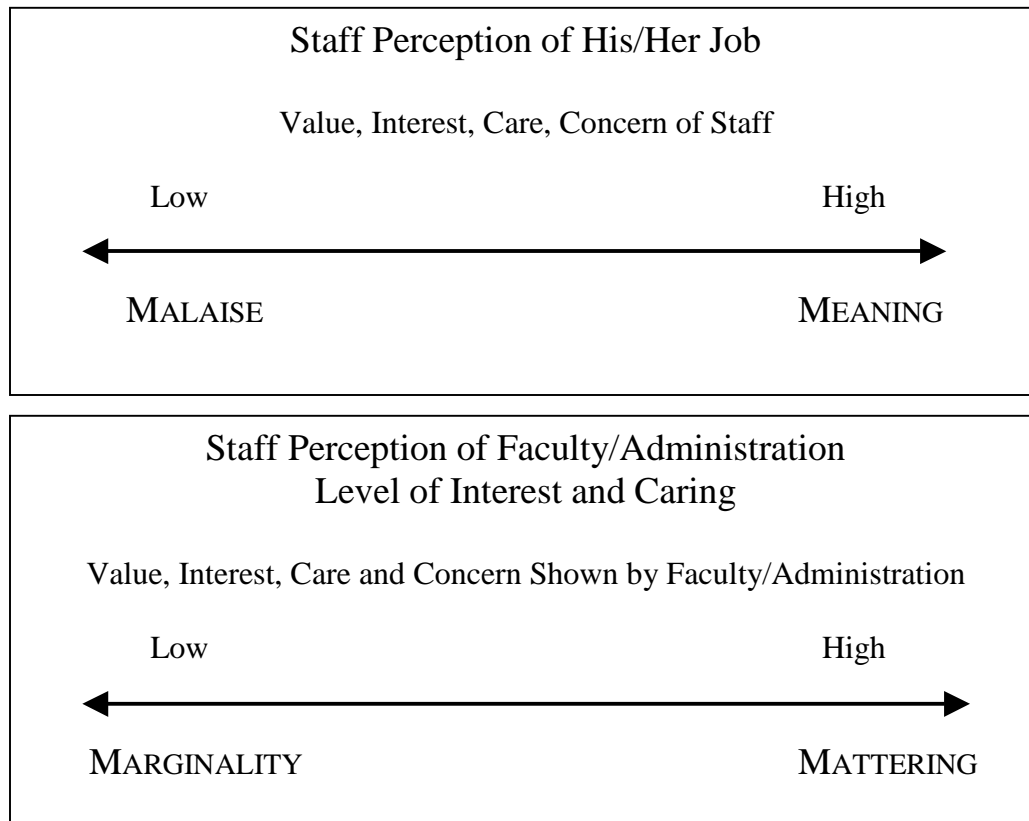 Staff Perception of His/Her Job
Value, Interest, Care, Concern of Staff
Low High
MALAISE MEANING
Staff Perception of Faculty/Administration
Level of Interest and Caring
Value, Interest, Care and Concern Shown by Faculty/Administration
Low High
MARGINALITY MATTERING